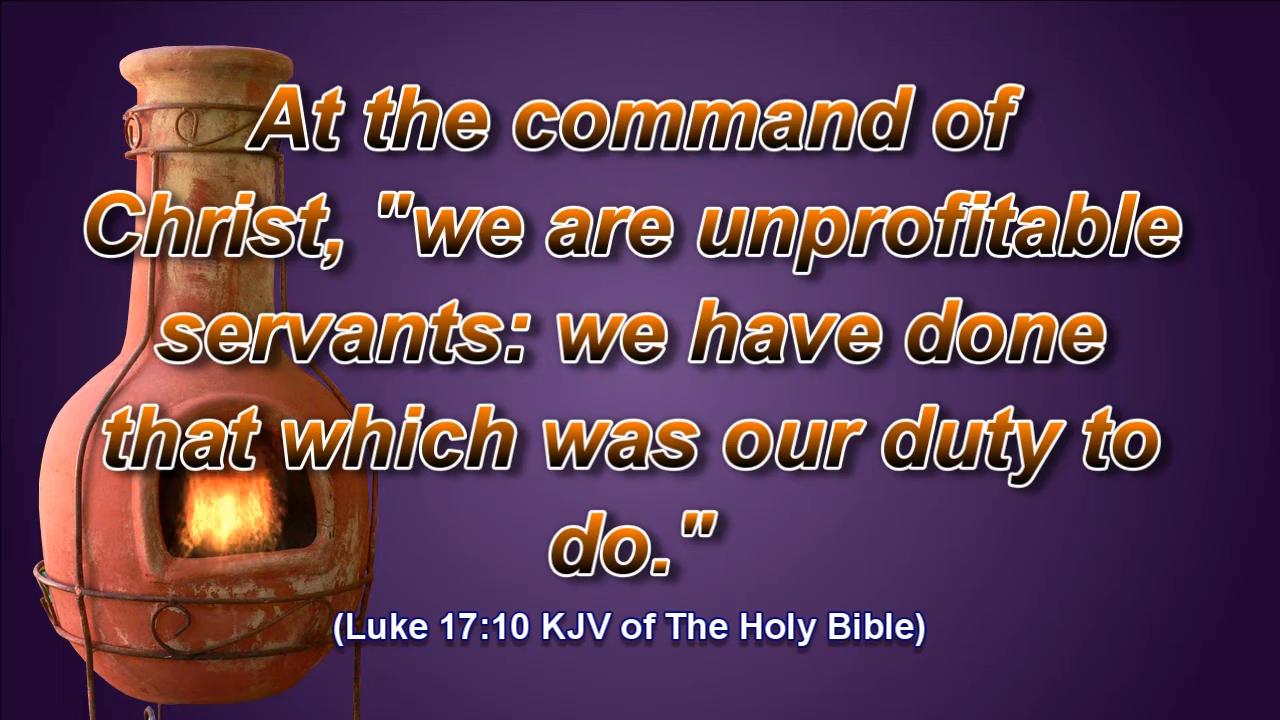 At the command of
Christ, "we are unprofitable
servants: we have done
that which was our duty to
do."
(Luke 17:10 KJV of The Holy Bible)